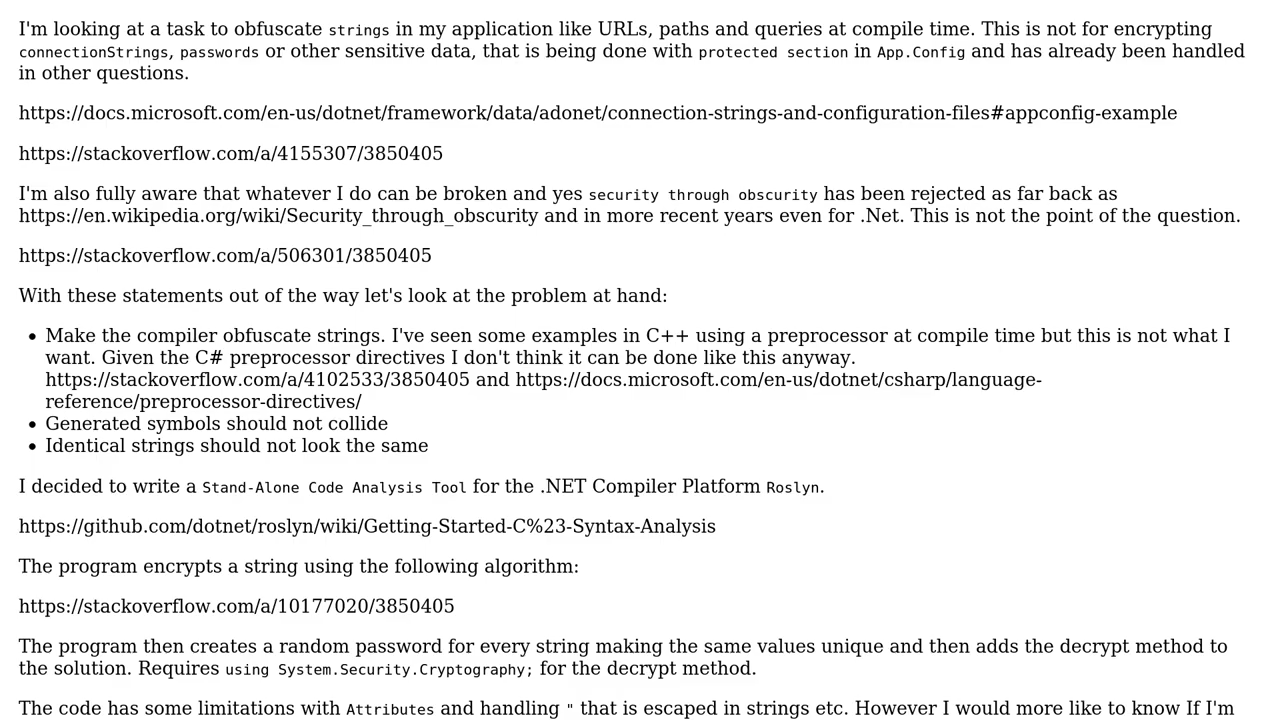 I'm looking at a task to obfuscate strings in my application like URLs, paths and queries at compile time. This is not for encrypting
connectionStrings, passwords or other sensitive data, that is being done with protected section in App.Config and has already been handled
in other questions.
https://docs.microsoft.com/en-us/dotnet/framework/data/adonet/connection-strings-and-configuration-files#appconfig-example
https://stackoverflow.com/a/4155307/3850405
I'm also fully aware that whatever I do can be broken and yes security through obscurity has been rejected as far back as
https://en.wikipedia.org/wiki/Security_through_obscurity and in more recent years even for .Net. This is not the point of the question.
https://stackoverflow.com/a/506301/3850405
With these statements out of the way let's look at the problem at hand:
• Make the compiler obfuscate strings. I've seen some examples in C++ using a preprocessor at compile time but this is not what I
want. Given the C# preprocessor directives I don't think it can be done like this anyway.
https://stackoverflow.com/a/4102533/3850405 and https://docs.microsoft.com/en-us/dotnet/csharp/language-
reference/preprocessor-directives/
• Generated symbols should not collide
• Identical strings should not look the same
I decided to write a Stand-Alone Code Analysis Tool for the .NET Compiler Platform Roslyn.
https://github.com/dotnet/roslyn/wiki/Getting-Started-C%23-Syntax-Analysis
The program encrypts a string using the following algorithm:
https://stackoverflow.com/a/10177020/3850405
The program then creates a random password for every string making the same values unique and then adds the decrypt method to
the solution. Requires using System.Security.Cryptography; for the decrypt method.
The code has some limitations with Attributes and handling " that is escaped in strings etc. However I would more like to know If I'm